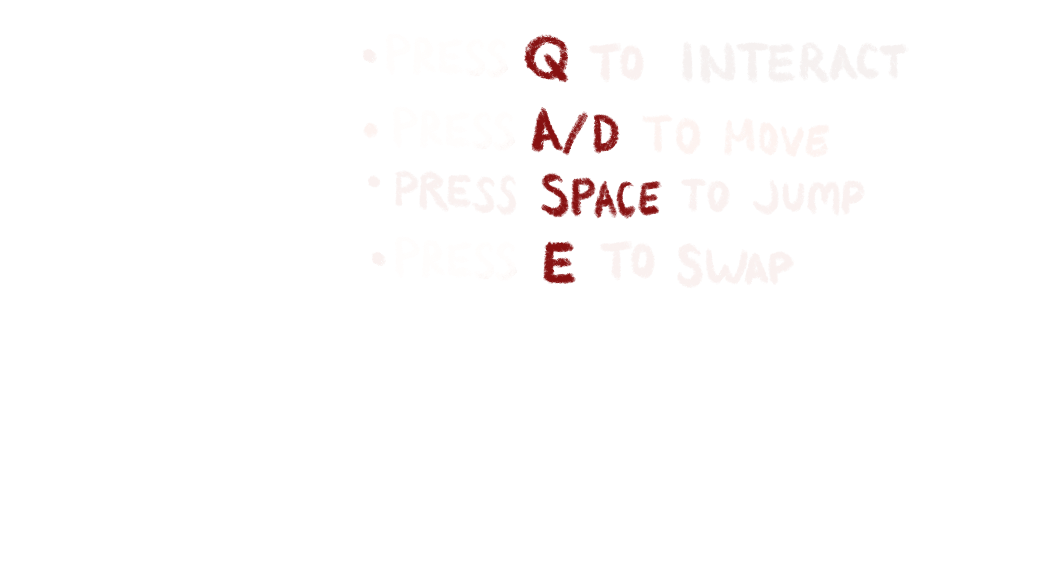 • PRESS Q TO INTERACT
• PRESS A/D TO MOVE
• PRESS SPACE TO JUMP
• PRESS E TO SWAP